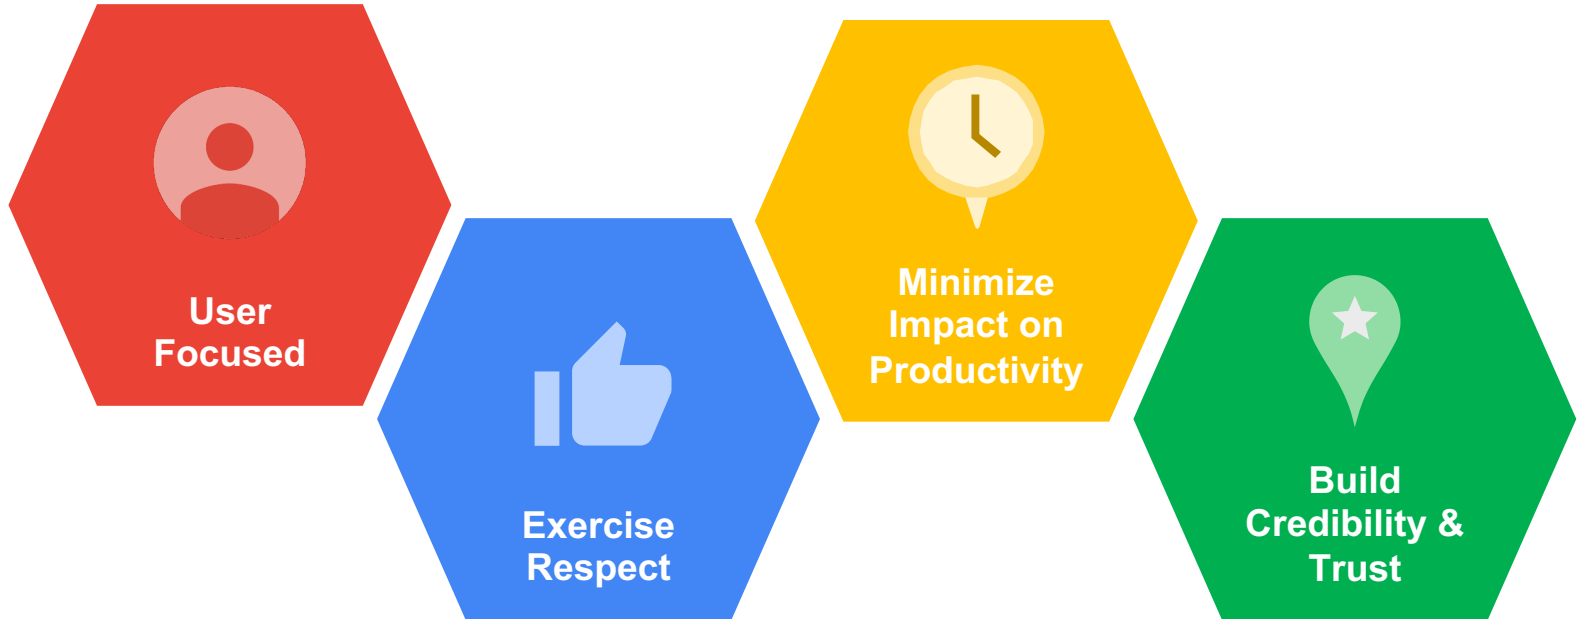 User
Focused
Exercise
Respect
Minimize
Impact on
Productivity
Build
Credibility &
Trust